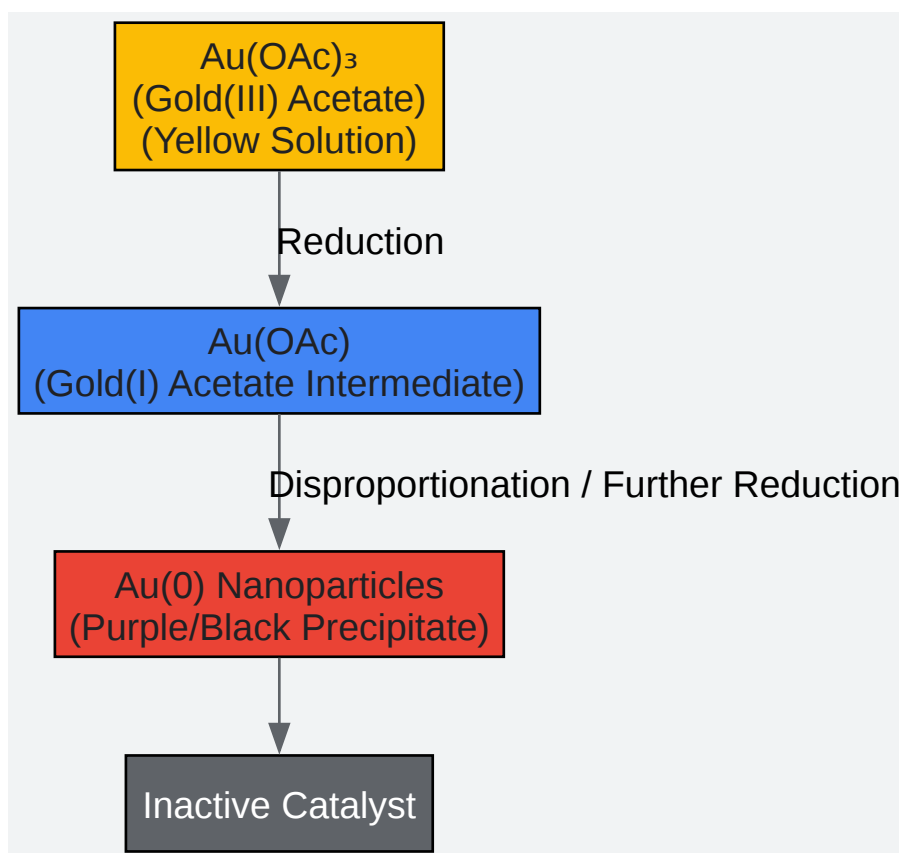 Au(OAc)₃
(Gold(III) Acetate)
(Yellow Solution)
Reduction
Au(OAc)
(Gold(I) Acetate Intermediate)
Disproportionation / Further Reduction
Au(0) Nanoparticles
(Purple/Black Precipitate)
Inactive Catalyst